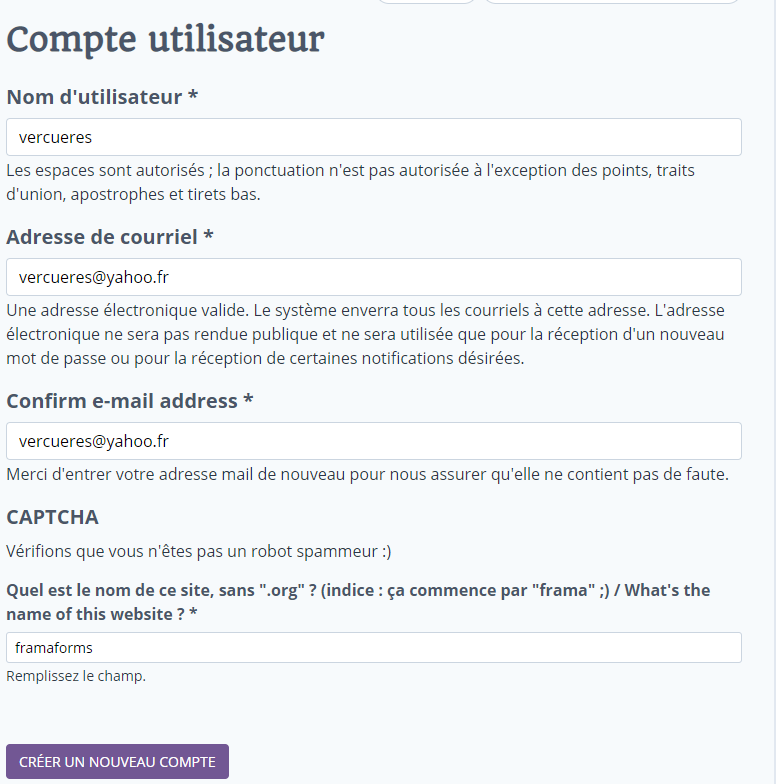 Compte utilisateur
Nom d'utilisateur *
vercueres
Les espaces sont autorisés ; la ponctuation n'est pas autorisée à l'exception des points, traits
d'union, apostrophes et tirets bas.
Adresse de courriel *
vercueres@yahoo.fr
Une adresse électronique valide. Le système enverra tous les courriels à cette adresse. L'adresse
électronique ne sera pas rendue publique et ne sera utilisée que pour la réception d'un nouveau
mot de passe ou pour la réception de certaines notifications désirées.
Confirm e-mail address *
vercueres@yahoo.fr
Merci d'entrer votre adresse mail de nouveau pour nous assurer qu'elle ne contient pas de faute.
CAPTCHA
Vérifions que vous n'êtes pas un robot spammeur :)
Quel est le nom de ce site, sans ".org" ? (indice : ça commence par "frama" ;) / What's the
name of this website ? *
framaforms
Remplissez le champ.
CRÉER UN NOUVEAU COMPTE